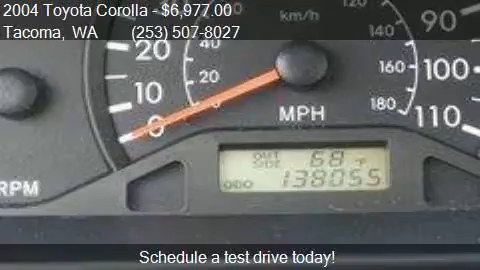 2004 Toyota Corolla - $6,977.00
Tacoma, WA (253) 507-8027
km/h
90
20
40
140
10
20
160
100
0
MPH
180
110
OUT SIDE 68 °F
ODO 138055
RPM
Schedule a test drive today!